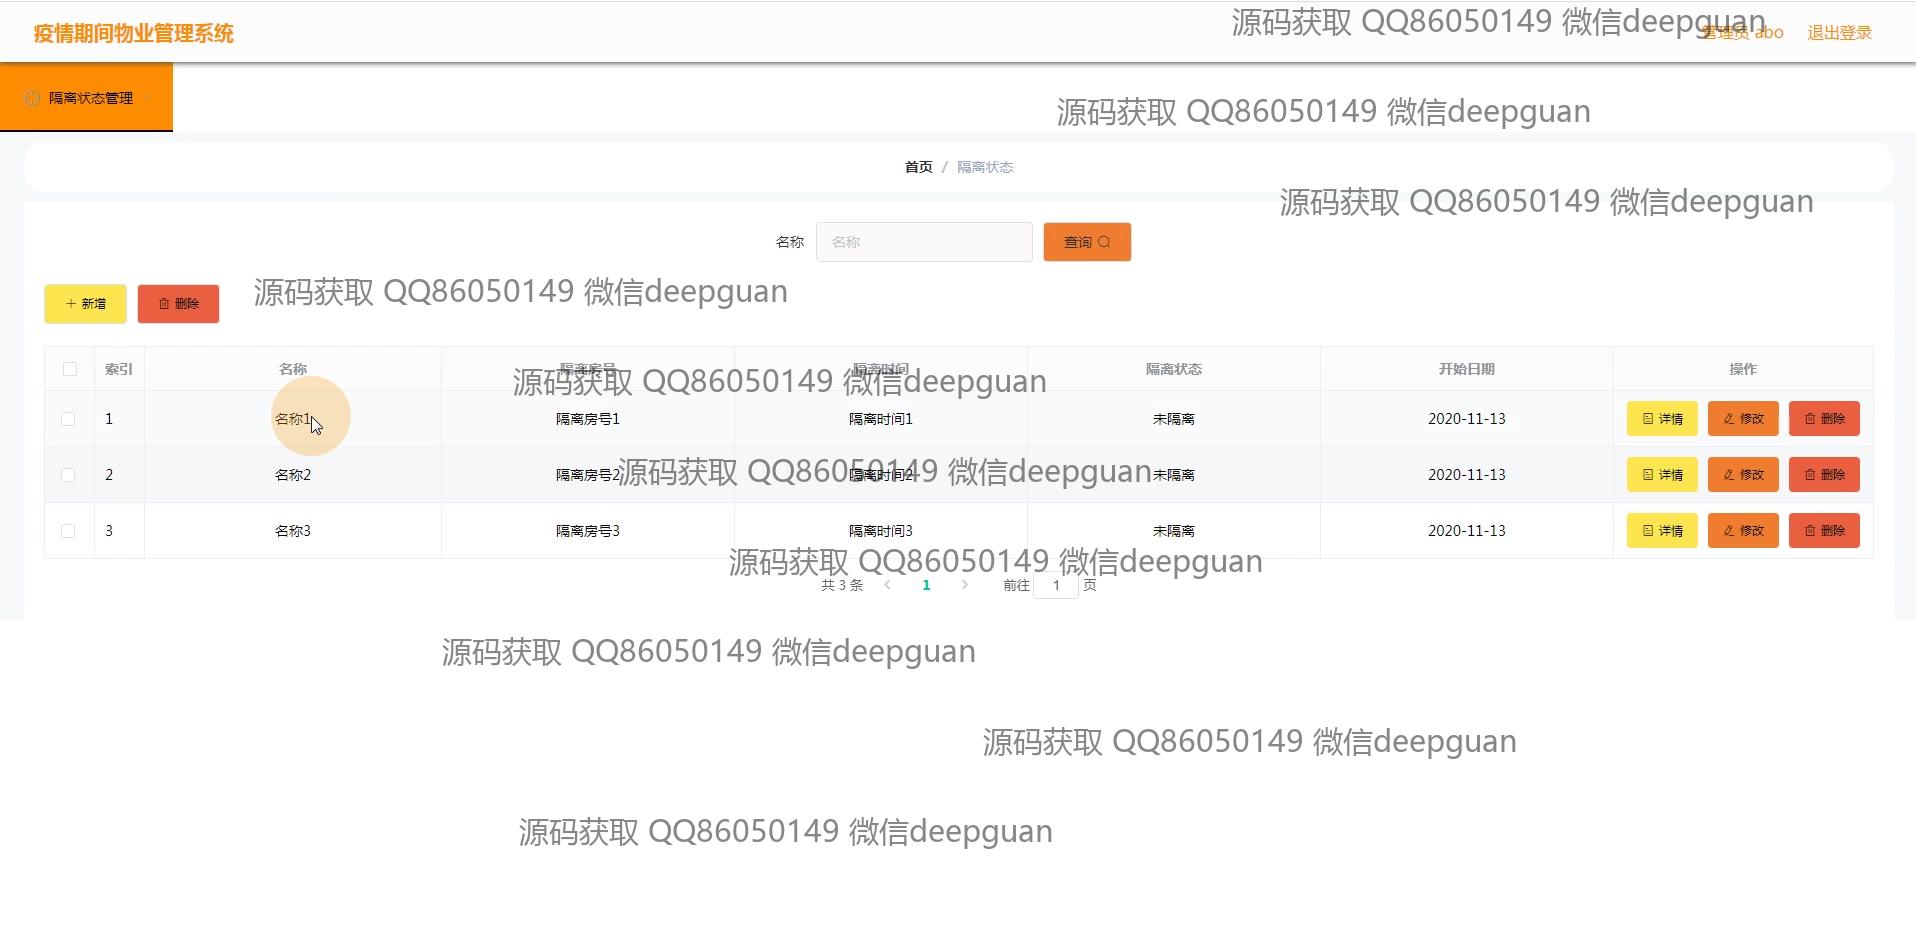 源码获取 QQ86050149 微信deepguan
疫情期间物业管理系统
管理员 abo 退出登录
隔离状态管理
源码获取 QQ86050149 微信deepguan
首页 / 隔离状态
源码获取 QQ86050149 微信deepguan
名称 名称 查询
源码获取 QQ86050149 微信deepguan
新增 删除
索引 名称 隔离房号 隔离时间 隔离状态 开始日期 操作
源码获取 QQ86050149 微信deepguan
1 名称1 隔离房号1 隔离时间1 未隔离 2020-11-13 详情 修改 删除
源码获取 QQ86050149 微信deepguan
2 名称2 隔离房号2 隔离时间2 未隔离 2020-11-13 详情 修改 删除
3 名称3 隔离房号3 隔离时间3 未隔离 2020-11-13 详情 修改 删除
源码获取 QQ86050149 微信deepguan
共 3 条 < 1 > 前往 1 页
源码获取 QQ86050149 微信deepguan
源码获取 QQ86050149 微信deepguan
源码获取 QQ86050149 微信deepguan